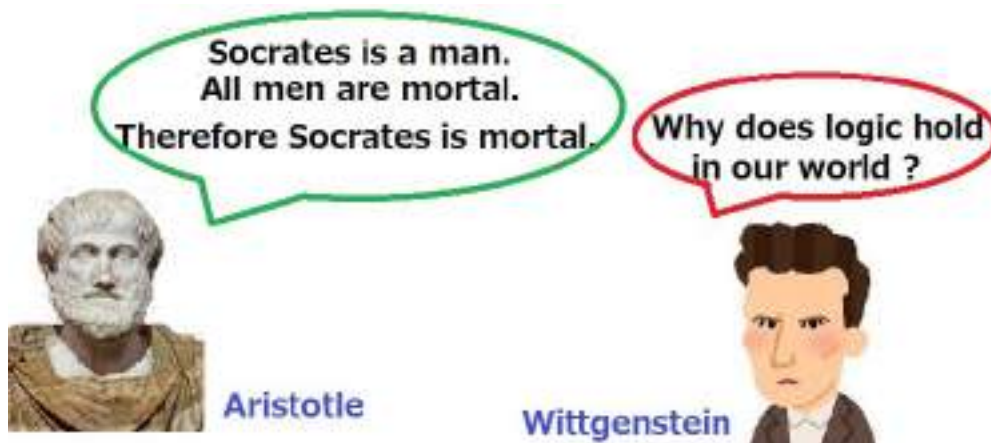 Socrates is a man.
All men are mortal.
Therefore Socrates is mortal.
Why does logic hold
in our world ?
Aristotle
Wittgenstein